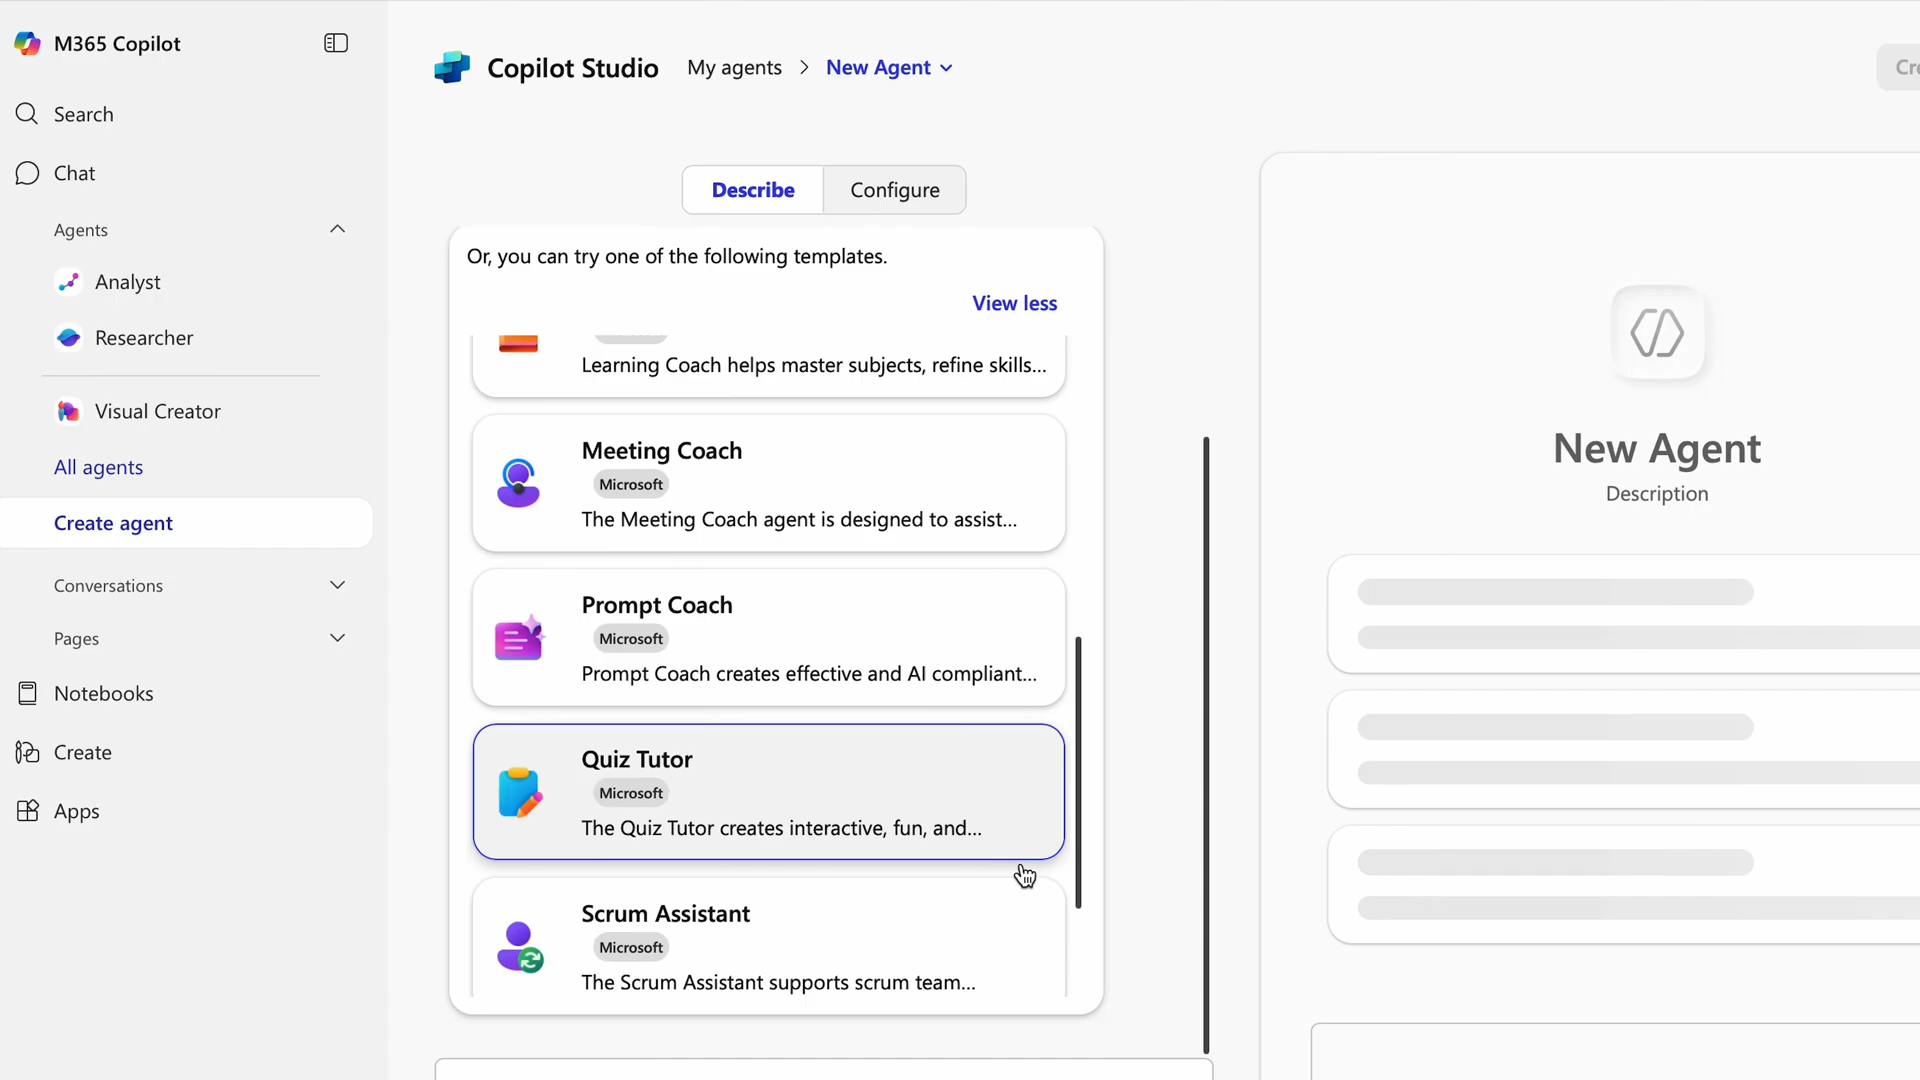 M365 Copilot
Search
Chat
Agents
Analyst
Researcher
Visual Creator
All agents
Create agent
Conversations
Pages
Notebooks
Create
Apps
Copilot Studio My agents > New Agent
Cre
Describe Configure
Or, you can try one of the following templates.
View less
Learning Coach helps master subjects, refine skills...
Meeting Coach
Microsoft
The Meeting Coach agent is designed to assist...
Prompt Coach
Microsoft
Prompt Coach creates effective and AI compliant...
Quiz Tutor
Microsoft
The Quiz Tutor creates interactive, fun, and...
Scrum Assistant
Microsoft
The Scrum Assistant supports scrum team...
New Agent
Description